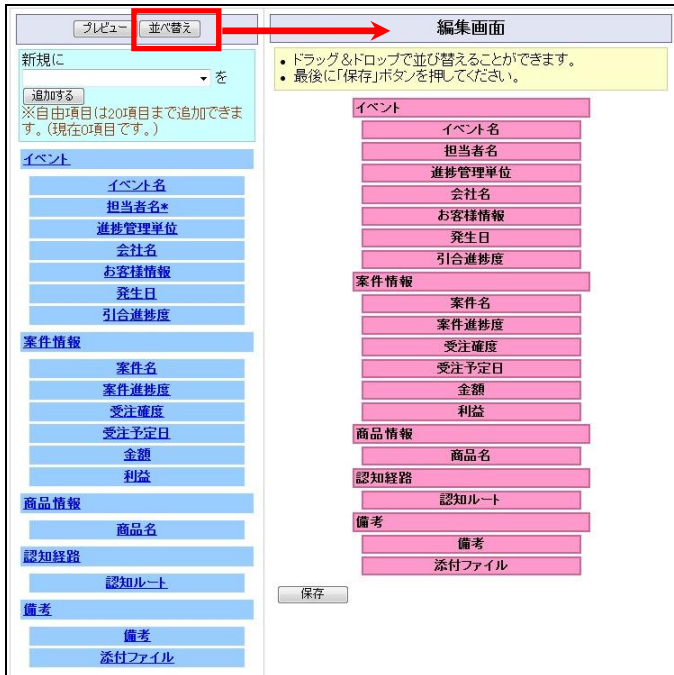 プレビュー 並べ替え
新規に
を
追加する
※自由項目は20項目まで追加できま
す。(現在0項目です。)
イベント
イベント名
担当者名*
進捗管理単位
会社名
お客様情報
発生日
引合進捗度
案件情報
案件名
案件進捗度
受注確度
受注予定日
金額
利益
商品情報
商品名
認知経路
認知ルート
備考
備考
添付ファイル
編集画面
• ドラッグ&ドロップで並び替えることができます。
• 最後に「保存」ボタンを押してください。
イベント
イベント名
担当者名
進捗管理単位
会社名
お客様情報
発生日
引合進捗度
案件情報
案件名
案件進捗度
受注確度
受注予定日
金額
利益
商品情報
商品名
認知経路
認知ルート
備考
備考
添付ファイル
保存